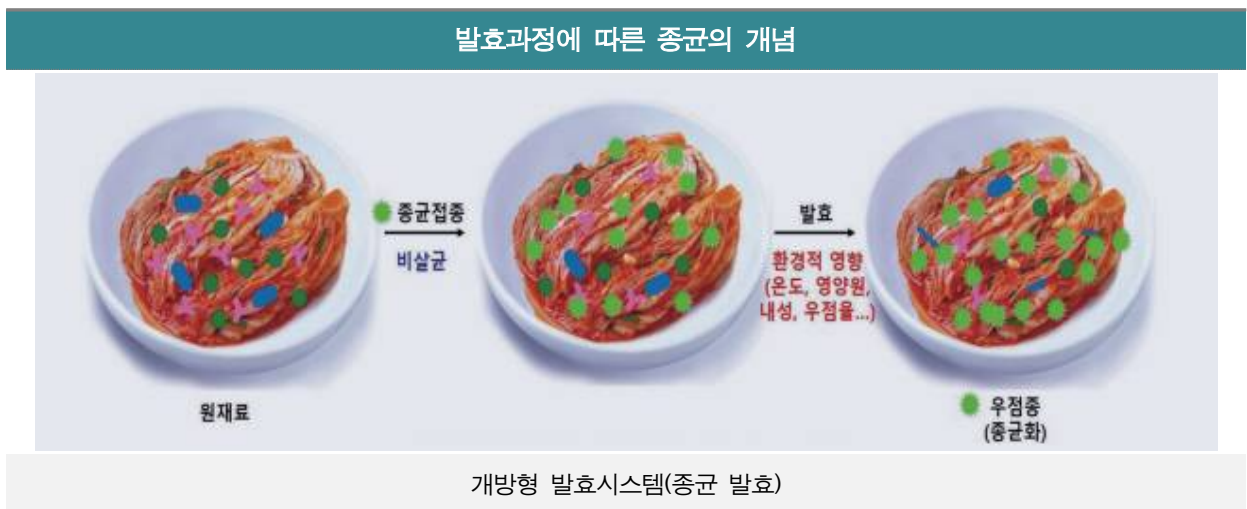 발효과정에 따른 종균의 개념
종균접종
비살균
발효
환경적 영향
(온도, 영양원,
내성, 우점율...)
원재료
우점종
(종균화)
개방형 발효시스템(종균 발효)